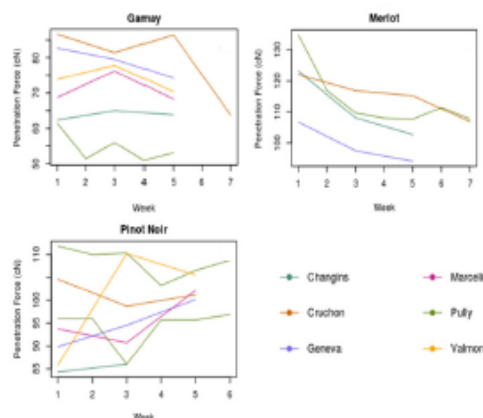 Gamay
Penetration Force (cN)
80
70
60
50
1 2 3 4 5 6 7
Week
Merlot
Penetration Force (cN)
130
120
110
100
1 2 3 4 5 6 7
Week
Pinot Noir
Penetration Force (cN)
110
105
100
95
90
85
1 2 3 4 5 6
Week
Changins
Marcelin
Cruchon
Pully
Geneva
Valmon